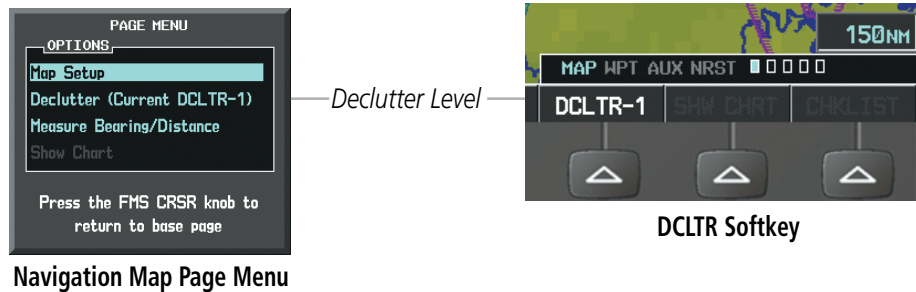 PAGE MENU
OPTIONS
Map Setup
Declutter (Current DCLTR-1)
Measure Bearing/Distance
Show Chart
Press the FMS CRSR knob to
return to base page
Navigation Map Page Menu
Declutter Level
150NM
MAP WPT AUX NRST
DCLTR-1 SHW CHRT CHKLIST
DCLTR Softkey